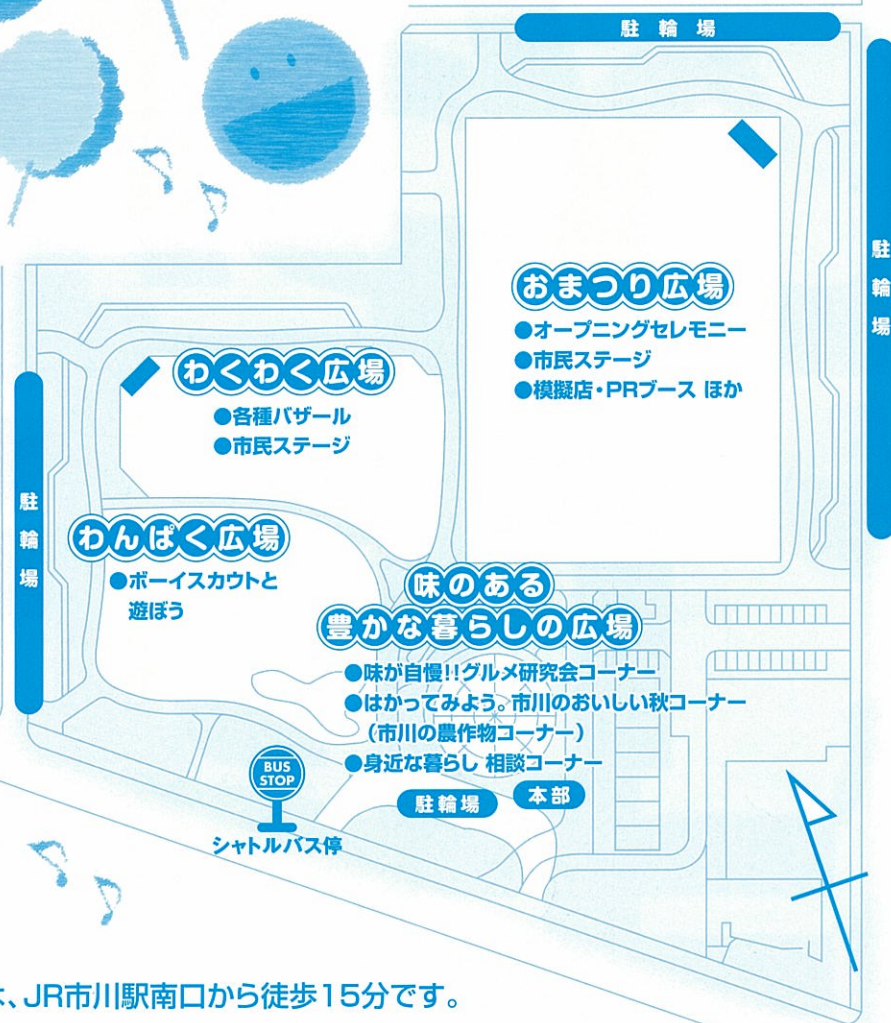 駐輪場
駐輪場
おまつり広場
●オープニングセレモニー
●市民ステージ
●模擬店・PRブース ほか
わくわく広場
●各種バザール
●市民ステージ
駐輪場
わんぱく広場
●ボーイスカウトと
遊ぼう
味のある
豊かな暮らしの広場
●味が自慢!!グルメ研究会コーナー
●はかってみよう。市川のおいしい秋コーナー
(市川の農作物コーナー)
●身近な暮らし 相談コーナー
BUS
STOP
シャトルバス停
駐輪場
本部
、JR市川駅南口から徒歩15分です。